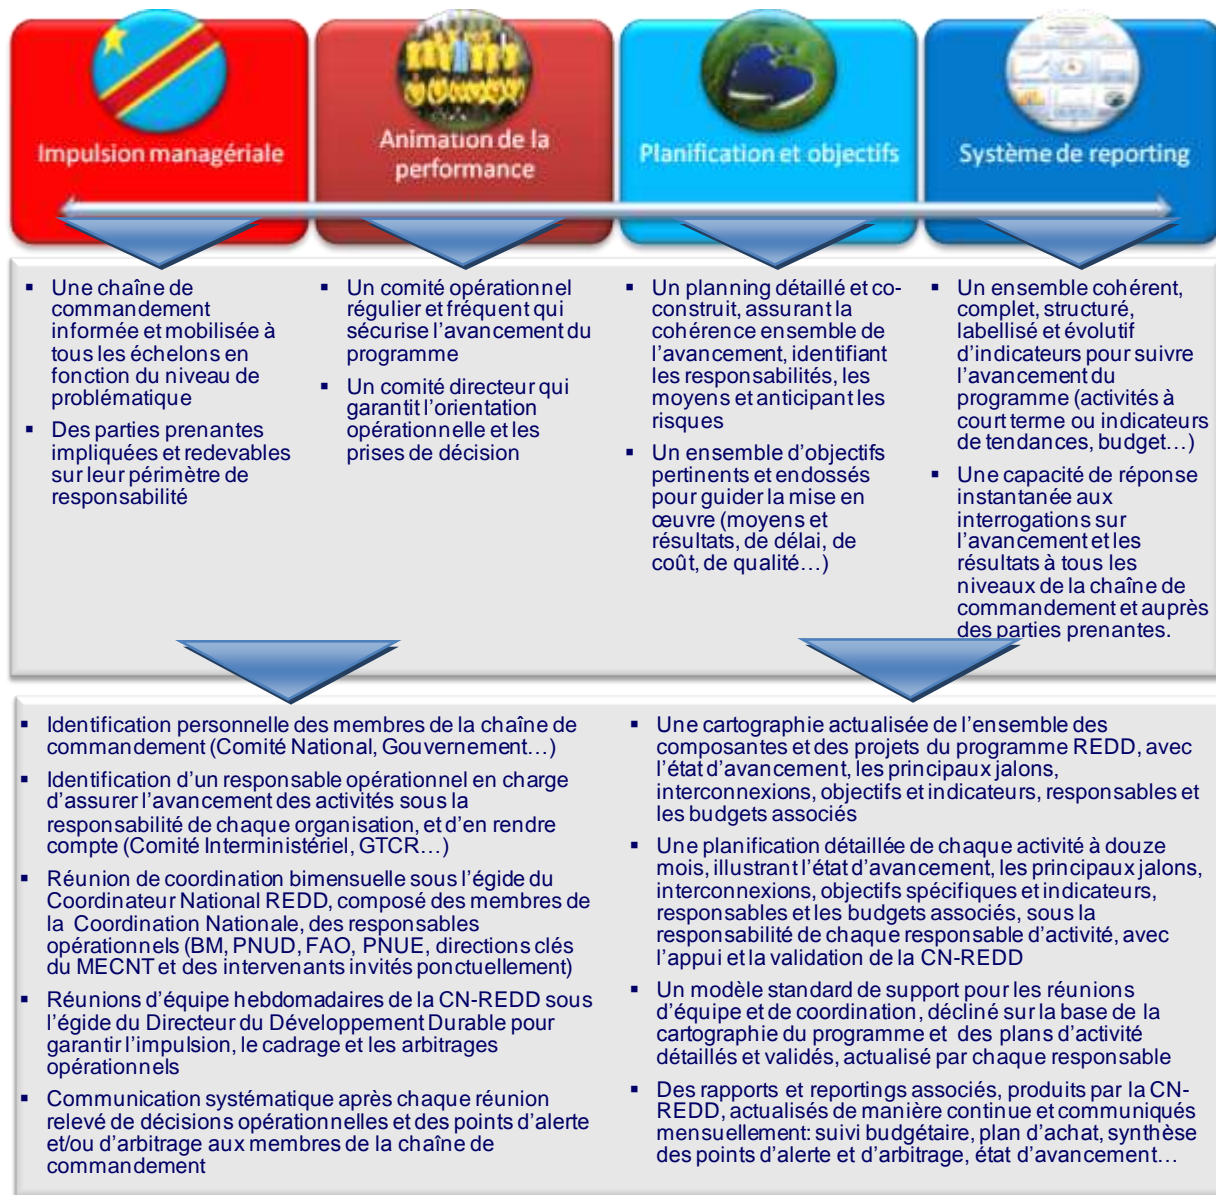 Impulsion managériale
Animation de la
performance
Planification et objectifs
Système de reporting
▪ Une chaîne de
commandement
informée et mobilisée à
tous les échelons en
fonction du niveau de
problématique
▪ Des parties prenantes
impliquées et redevables
sur leur périmètre de
responsabilité
▪ Un comité opérationnel
régulier et fréquent qui
sécurise l’avancement du
programme
▪ Un comité directeur qui
garantit l’orientation
opérationnelle et les
prises de décision
▪ Un planning détaillé et co-
construit, assurant la
cohérence ensemble de
l’avancement, identifiant
les responsabilités, les
moyens et anticipant les
risques
▪ Un ensemble d’objectifs
pertinents et endossés
pour guider la mise en
œuvre (moyens et
résultats, de délai, de
coût, de qualité…)
▪ Un ensemble cohérent,
complet, structuré,
labellisé et évolutif
d’indicateurs pour suivre
l’avancement du
programme (activités à
court terme ou indicateurs
de tendances, budget…)
▪ Une capacité de réponse
instantanée aux
interrogations sur
l’avancement et les
résultats à tous les
niveaux de la chaîne de
commandement et auprès
des parties prenantes.
▪ Identification personnelle des membres de la chaîne de
commandement (Comité National, Gouvernement…)
▪ Identification d’un responsable opérationnel en charge
d’assurer l’avancement des activités sous la
responsabilité de chaque organisation, et d’en rendre
compte (Comité Interministériel, GTCR…)
▪ Réunion de coordination bimensuelle sous l’égide du
Coordinateur National REDD, composé des membres de
la Coordination Nationale, des responsables
opérationnels (BM, PNUD, FAO, PNUE, directions clés
du MECNT et des intervenants invités ponctuellement)
▪ Réunions d’équipe hebdomadaires de la CN-REDD sous
l’égide du Directeur du Développement Durable pour
garantir l’impulsion, le cadrage et les arbitrages
opérationnels
▪ Communication systématique après chaque réunion
relevé de décisions opérationnelles et des points d’alerte
et/ou d’arbitrage aux membres de la chaîne de
commandement
▪ Une cartographie actualisée de l’ensemble des
composantes et des projets du programme REDD, avec
l’état d’avancement, les principaux jalons,
interconnexions, objectifs et indicateurs, responsables et
les budgets associés
▪ Une planification détaillée de chaque activité à douze
mois, illustrant l’état d’avancement, les principaux jalons,
interconnexions, objectifs spécifiques et indicateurs,
responsables et les budgets associés, sous la
responsabilité de chaque responsable d’activité, avec
l’appui et la validation de la CN-REDD
▪ Un modèle standard de support pour les réunions
d’équipe et de coordination, décliné sur la base de la
cartographie du programme et des plans d’activité
détaillés et validés, actualisé par chaque responsable
▪ Des rapports et reportings associés, produits par la CN-
REDD, actualisés de manière continue et communiqués
mensuellement: suivi budgétaire, plan d’achat, synthèse
des points d’alerte et d’arbitrage, état d’avancement…